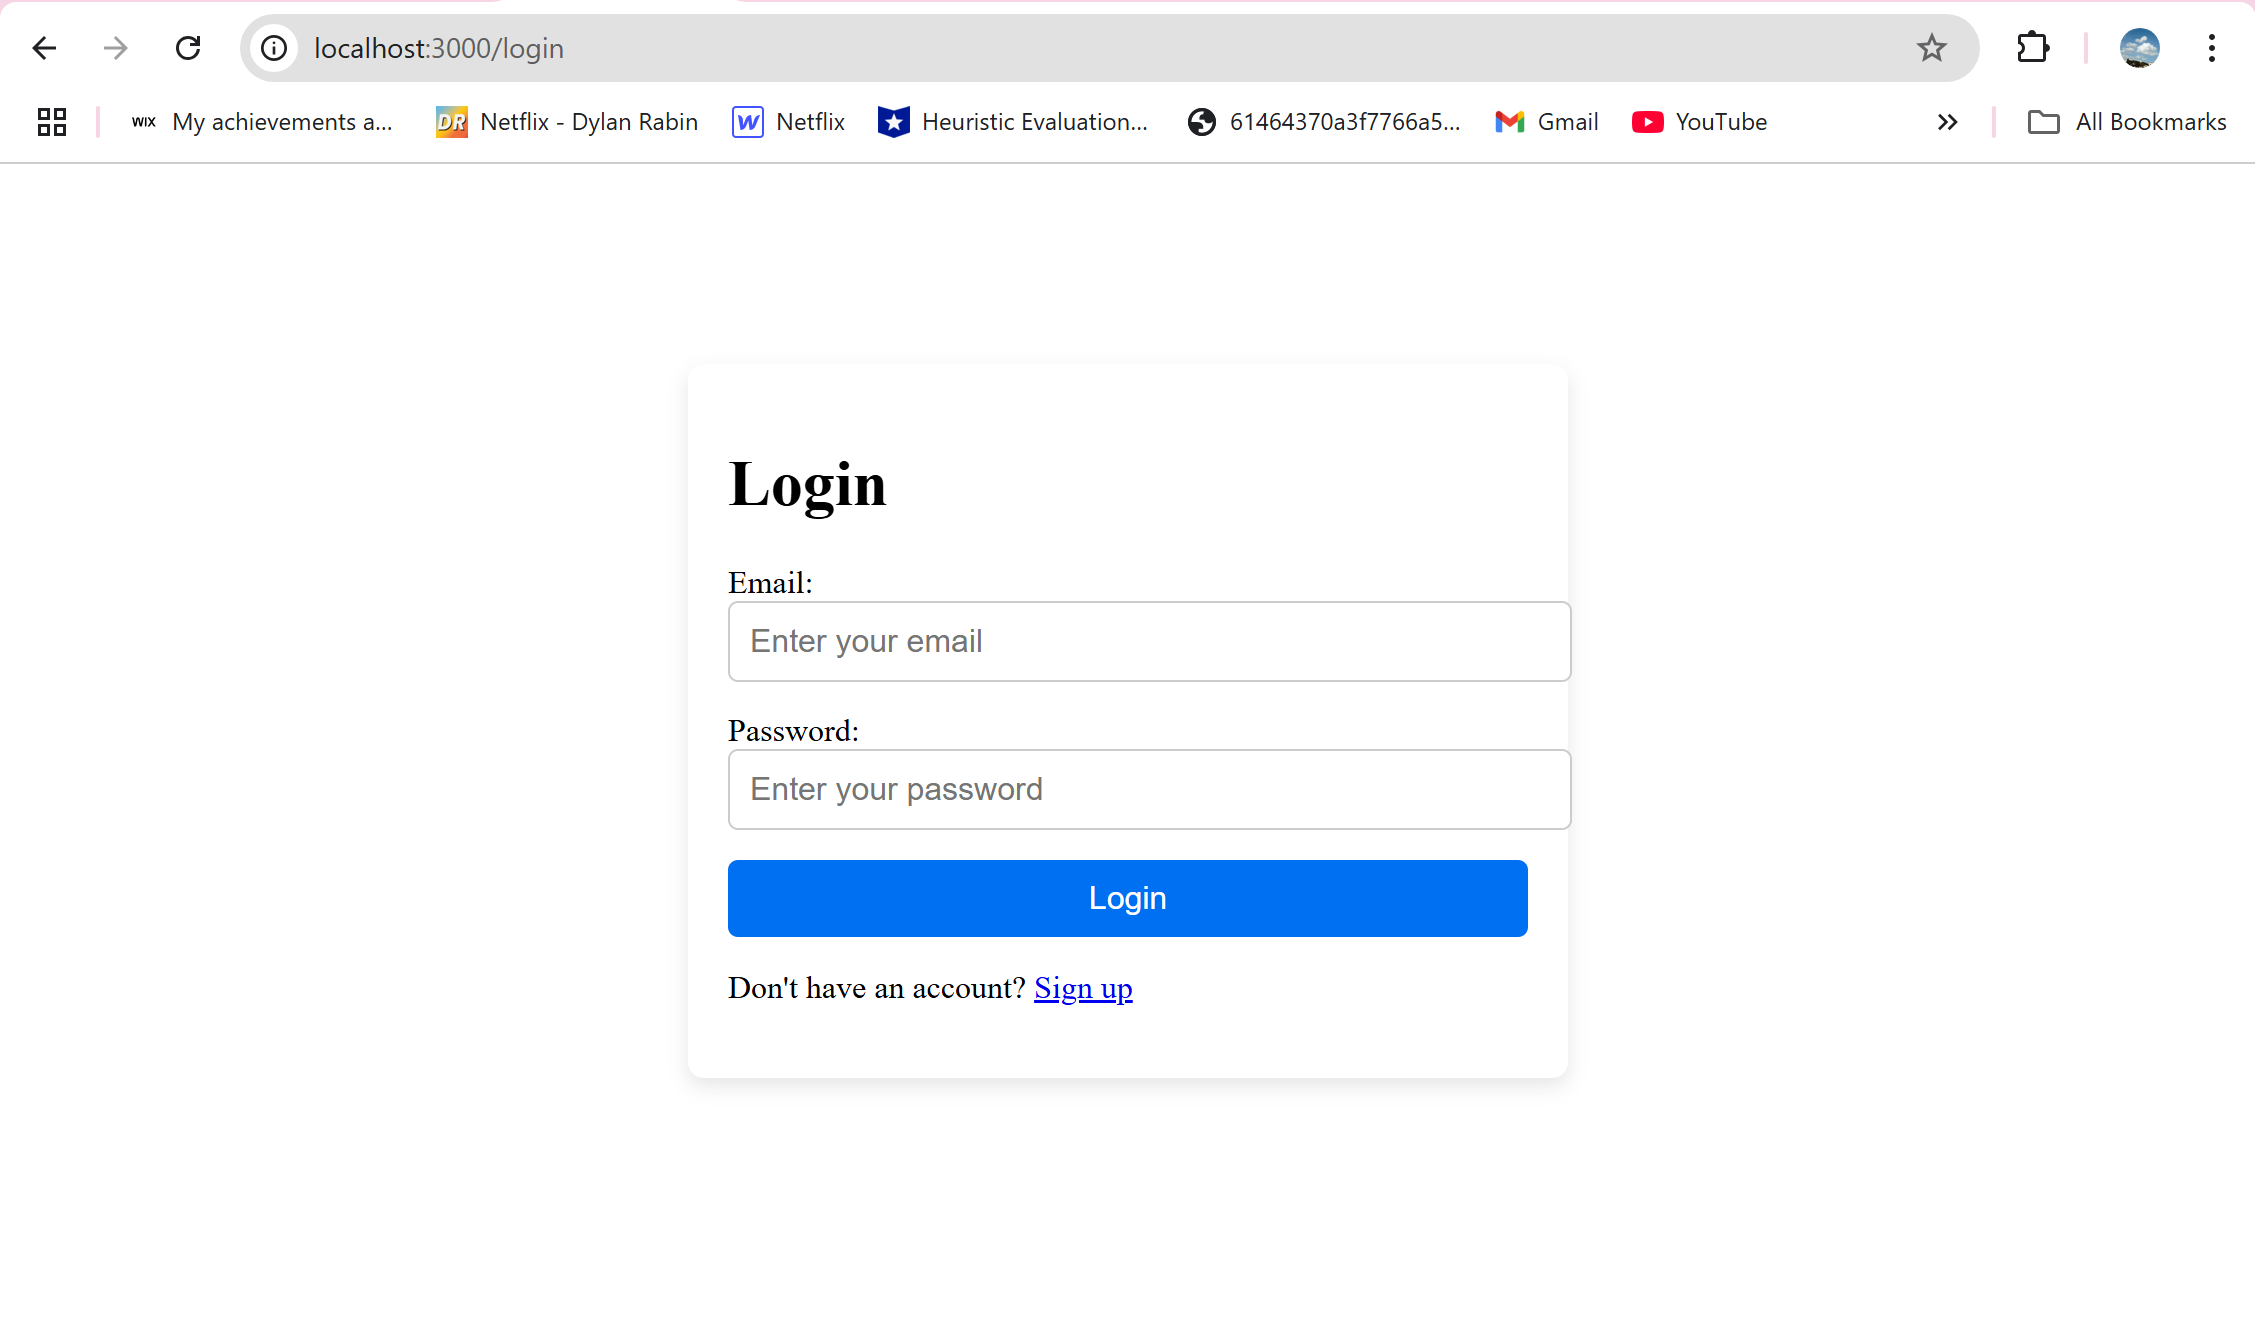 localhost:3000/login
WIX My achievements a... DR Netflix - Dylan Rabin W Netflix Heuristic Evaluation... 61464370a3f7766a5... Gmail YouTube All Bookmarks
Login
Email:
Enter your email
Password:
Enter your password
Login
Don't have an account? Sign up